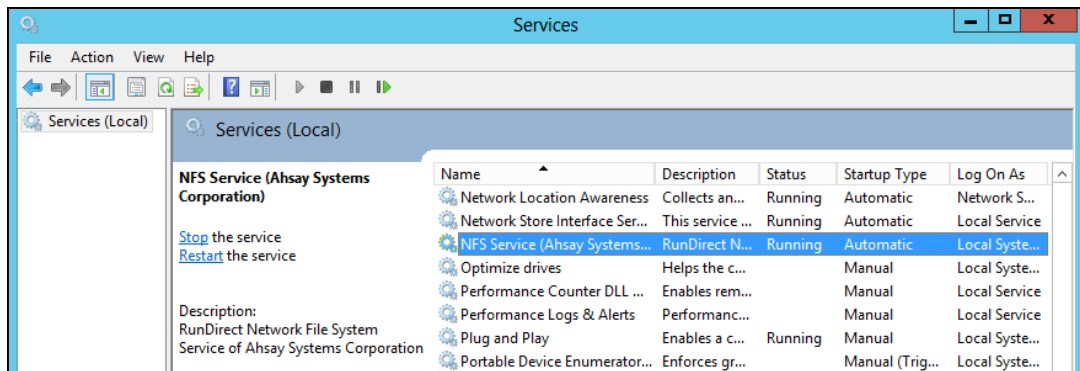 Services
File Action View Help
Services (Local)
Services (Local)
NFS Service (Ahsay Systems
Corporation)
Stop the service
Restart the service
Description:
RunDirect Network File System
Service of Ahsay Systems Corporation
Name Description Status Startup Type Log On As
Network Location Awareness Collects an... Running Automatic Network S...
Network Store Interface Ser... This service ... Running Automatic Local Service
NFS Service (Ahsay Systems... RunDirect N... Running Automatic Local Syste...
Optimize drives Helps the c... Manual Local Syste...
Performance Counter DLL ... Enables rem... Manual Local Service
Performance Logs & Alerts Performanc... Manual Local Service
Plug and Play Enables a c... Running Manual Local Syste...
Portable Device Enumerator... Enforces gr... Manual (Trig... Local Syste...